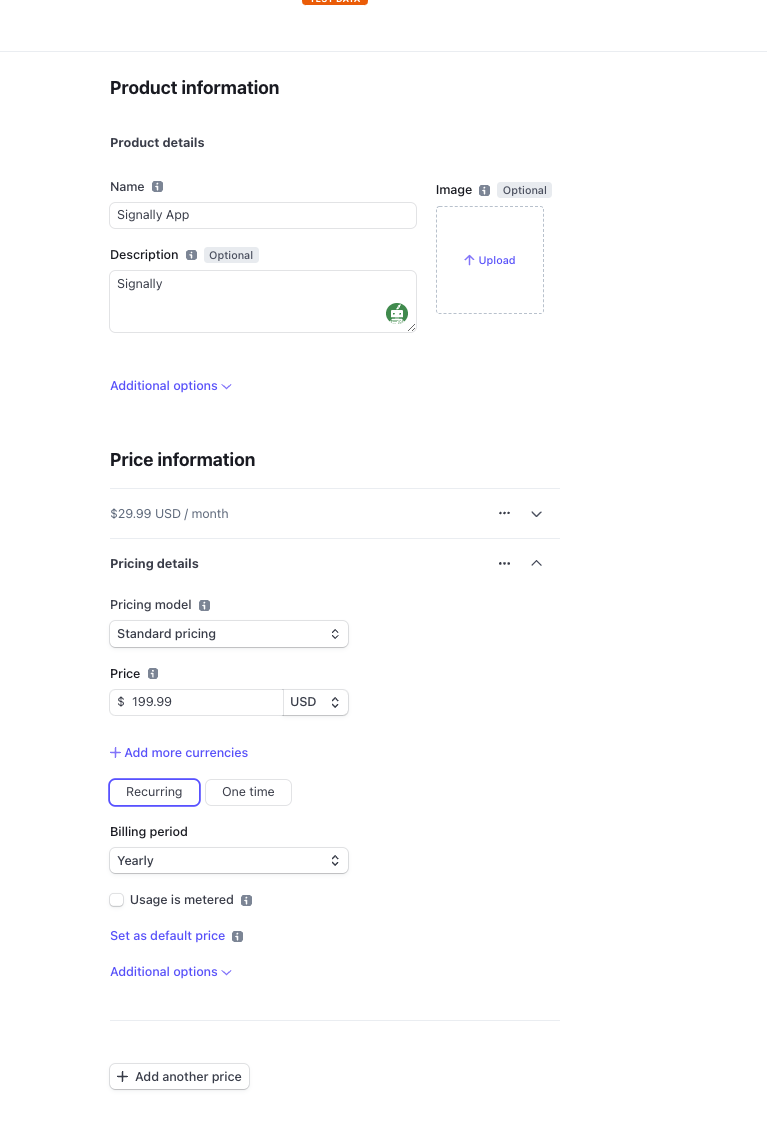 TEST DATA
Product information
Product details
Name
Signally App
Image Optional
Upload
Description Optional
Signally
Additional options
Price information
$29.99 USD / month
Pricing details
Pricing model
Standard pricing
Price
$ 199.99 USD
Add more currencies
Recurring One time
Billing period
Yearly
Usage is metered
Set as default price
Additional options
Add another price